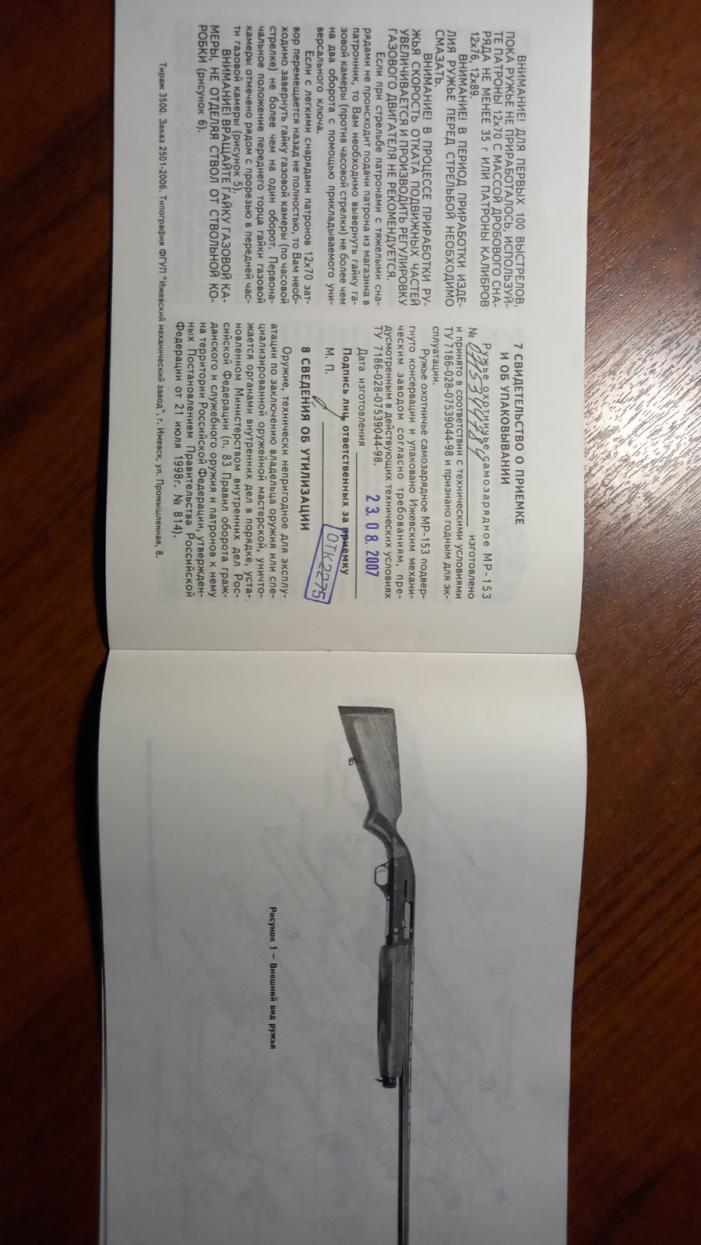 ВНИМАНИЕ! ДЛЯ ПЕРВЫХ 100 ВЫСТРЕЛОВ,
ПОКА РУЖЬЕ НЕ ПРИРАБОТАЛОСЬ, ИСПОЛЬЗУЙ-
ТЕ ПАТРОНЫ 12х70 С МАССОЙ ДРОБОВОГО СНА-
РЯДА НЕ МЕНЕЕ 35 г ИЛИ ПАТРОНЫ КАЛИБРОВ
12х76, 12х89.
ВНИМАНИЕ! В ПЕРИОД ПРИРАБОТКИ ИЗДЕ-
ЛИЯ РУЖЬЕ ПЕРЕД СТРЕЛЬБОЙ НЕОБХОДИМО
СМАЗАТЬ.
ВНИМАНИЕ! В ПРОЦЕССЕ ПРИРАБОТКИ РУ-
ЖЬЯ СКОРОСТЬ ОТКАТА ПОДВИЖНЫХ ЧАСТЕЙ
УВЕЛИЧИВАЕТСЯ И ПРОИЗВОДИТЬ РЕГУЛИРОВКУ
ГАЗОВОГО ДВИГАТЕЛЯ НЕ РЕКОМЕНДУЕТСЯ.
Если при стрельбе патронами с тяжелыми сна-
рядами не происходит подачи патрона из магазина в
патронник, то Вам необходимо вывернуть гайку га-
зовой камеры (против часовой стрелки) не более чем
на два оборота с помощью прикладываемого уни-
версального ключа.
Если с легкими снарядами патронов 12х70 зат-
вор перемещается назад не полностью, то Вам необ-
ходимо завернуть гайку газовой камеры (по часовой
стрелке) не более чем на один оборот. Первона-
чальное положение переднего торца гайки газовой
камеры отмечено рядом с прорезью в передней час-
ти газовой камеры (рисунок 5).
ВНИМАНИЕ! ВРАЩАЙТЕ ГАЙКУ ГАЗОВОЙ КА-
МЕРЫ, НЕ ОТДЕЛЯЯ СТВОЛ ОТ СТВОЛЬНОЙ КО-
РОБКИ (рисунок 6).
7 СВИДЕТЕЛЬСТВО О ПРИЕМКЕ
И ОБ УПАКОВЫВАНИИ
Ружье охотничье самозарядное МР-153
№ изготовлено
и принято в соответствии с техническими условиями
ТУ 7186-028-07539044-98 и признано годным для эк-
сплуатации.
Ружье охотничье самозарядное МР-153 подвер-
гнуто консервации и упаковано Ижевским механи-
ческим заводом согласно требованиям, пре-
дусмотренным в действующих технических условиях
ТУ 7186-028-07539044-98.
Дата изготовления 23.08.2007
Подпись лиц, ответственных за приемку
М. П. ОТК2275
8 СВЕДЕНИЯ ОБ УТИЛИЗАЦИИ
Оружие, технически непригодное для эксплу-
атации по заключению владельца оружия или спе-
циализированной оружейной мастерской, уничто-
жается органами внутренних дел в порядке, уста-
новленном Министерством внутренних дел Рос-
сийской Федерации (п. 83 Правил оборота граж-
данского и служебного оружия и патронов к нему
на территории Российской Федерации, утвержден-
ных Постановлением Правительства Российской
Федерации от 21 июля 1998г. № 814).
Тираж 3500. Заказ 2501-2006. Типография ФГУП "Ижевский механический завод", г. Ижевск, ул. Промышленная, 8.
Рисунок 1 – Внешний вид ружья